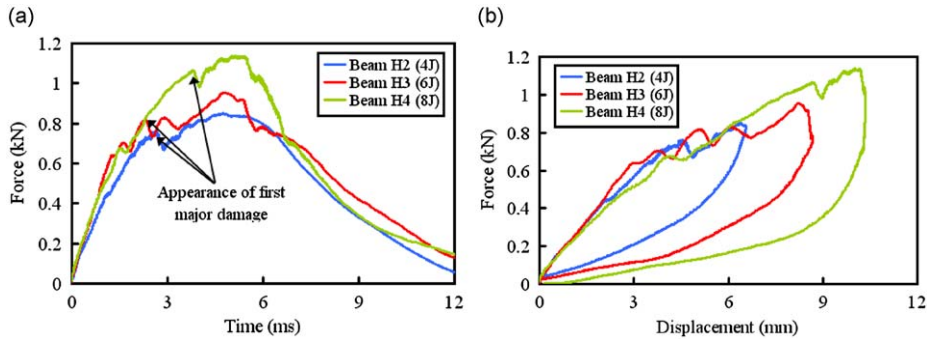 (a)
1.2
1
0.8
0.6
0.4
0.2
0
Force (kN)
Beam H2 (4J)
Beam H3 (6J)
Beam H4 (8J)
Appearance of first
major damage
0 3 6 9 12
Time (ms)
(b)
1.2
1
0.8
0.6
0.4
0.2
0
Force (kN)
Beam H2 (4J)
Beam H3 (6J)
Beam H4 (8J)
0 3 6 9 12
Displacement (mm)